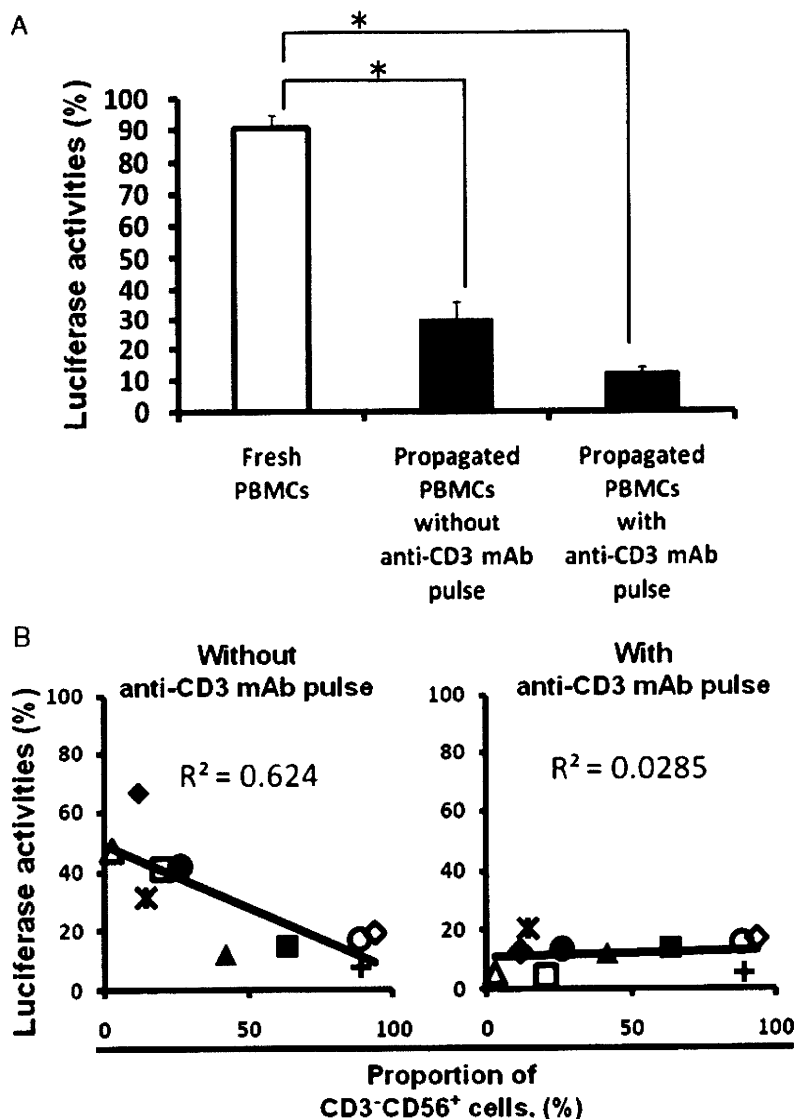 A
*
*
Luciferase activities (%)
100
90
80
70
60
50
40
30
20
10
0
Fresh
PBMCs
Propagated
PBMCs
without
anti-CD3 mAb
pulse
Propagated
PBMCs
with
anti-CD3 mAb
pulse
B
Without
anti-CD3 mAb pulse
With
anti-CD3 mAb pulse
Luciferase activities (%)
100
80
60
40
20
0
R² = 0.624
0 50 100
100
80
60
40
20
0
R² = 0.0285
0 50 100
Proportion of
CD3⁻CD56⁺ cells. (%)